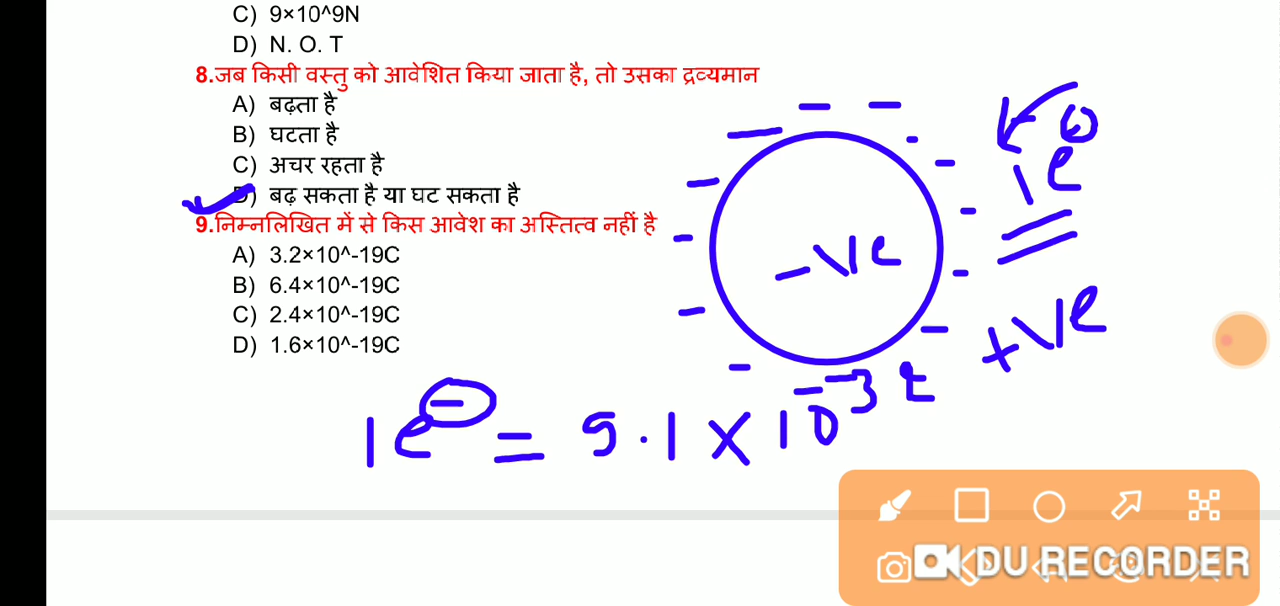 C) 9×10^9N
D) N. O. T
8.जब किसी वस्तु को आवेशित किया जाता है, तो उसका द्रव्यमान
A) बढ़ता है
B) घटता है
C) अचर रहता है
D) बढ़ सकता है या घट सकता है
9.निम्नलिखित में से किस आवेश का अस्तित्व नहीं है
A) 3.2×10^-19C
B) 6.4×10^-19C
C) 2.4×10^-19C
D) 1.6×10^-19C
1e
-ve
+ve
1e⁻ = 9.1 × 10⁻³
DU RECORDER